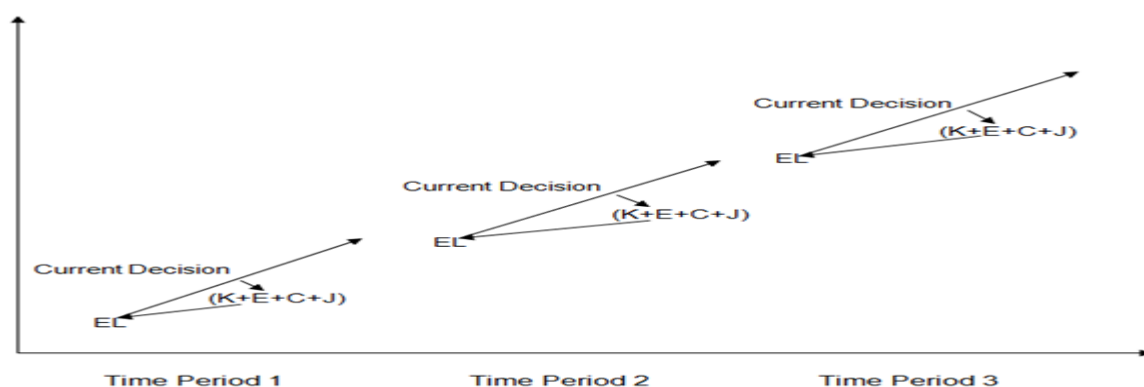 Current Decision
(K+E+C+J)
EL
Current Decision
(K+E+C+J)
EL
Current Decision
(K+E+C+J)
EL
Time Period 1
Time Period 2
Time Period 3